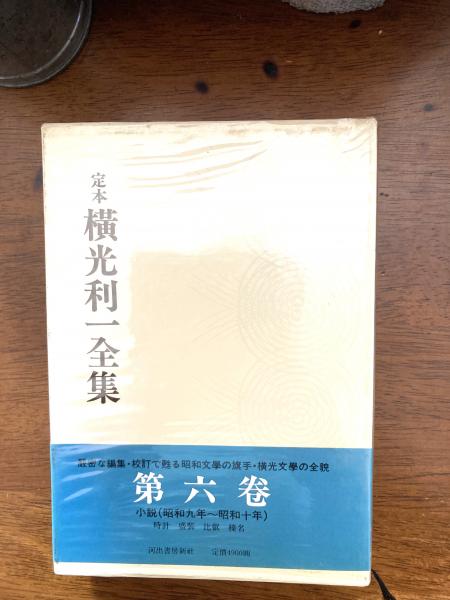 定本
横光利一全集
厳密な編集・校訂で甦る昭和文學の旗手・横光文學の全貌
第六巻
小説(昭和九年〜昭和十年)
時計 盛装 比叡 榛名
河出書房新社 定價4900圓